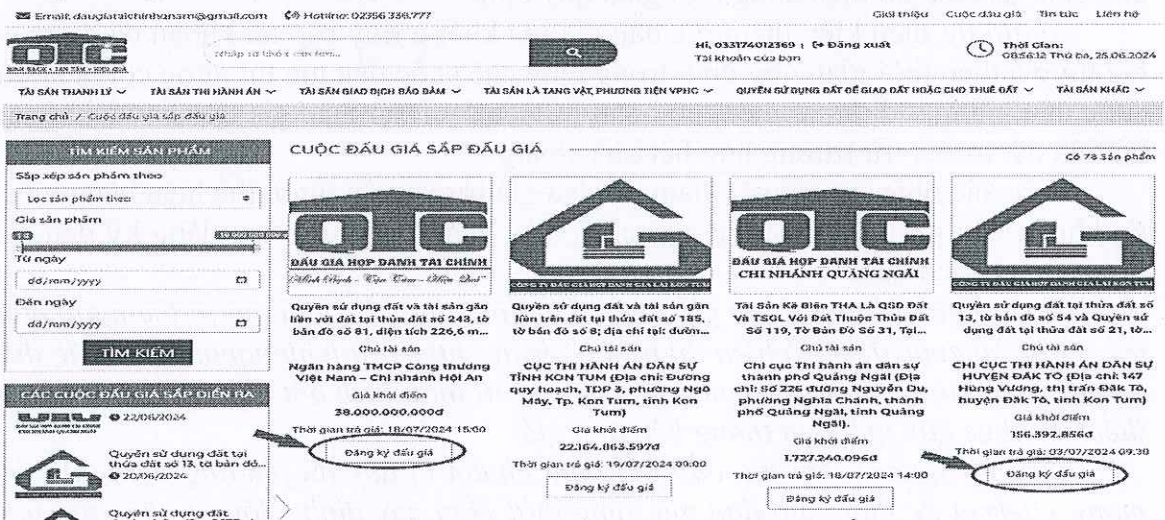 Email: daugiataichinhqnam@gmail.com
Hotline: 02356 338.777
Giới thiệu Cuộc đấu giá Tin tức Liên hệ
QTC
Hi, 033174012369 | Đăng xuất
Tài khoản của bạn
Thời Gian:
08:56:12 Thứ ba, 25.06.2024
TÀI SẢN THANH LÝ
TÀI SẢN THI HÀNH ÁN
TÀI SẢN GIAO DỊCH BẢO ĐẢM
TÀI SẢN LÀ TANG VẬT, PHƯƠNG TIỆN VPHC
QUYỀN SỬ DỤNG ĐẤT ĐỂ GIAO ĐẤT HOẶC CHO THUÊ ĐẤT
TÀI SẢN KHÁC
Trang chủ / Cuộc đấu giá sắp đấu giá
TÌM KIẾM SẢN PHẨM
Sắp xếp sản phẩm theo
Lọc sản phẩm theo
Giá sản phẩm
Từ ngày
dd/mm/yyyy
Đến ngày
dd/mm/yyyy
TÌM KIẾM
CÁC CUỘC ĐẤU GIÁ SẮP DIỄN RA
22/06/2024
Quyền sử dụng đất tại
thửa đất số 13, tờ bản đồ...
20/06/2024
Quyền sử dụng đất
CUỘC ĐẤU GIÁ SẮP ĐẤU GIÁ
Có 78 sản phẩm
QTC
ĐẤU GIÁ HỢP DANH TÀI CHÍNH
Quyền sử dụng đất và tài sản gắn
liền với đất tại thửa đất số 243, tờ
bản đồ số 81, diện tích 226,6 m...
Chủ tài sản
Ngân hàng TMCP Công thương
Việt Nam – Chi nhánh Hội An
Giá khởi điểm
38.000.000.000đ
Thời gian trả giá: 18/07/2024 15:00
Đăng ký đấu giá
Quyền sử dụng đất và tài sản gắn
liền trên đất tại thửa đất số 185,
tờ bản đồ số 8; địa chỉ tại: đườn...
Chủ tài sản
CỤC THI HÀNH ÁN DÂN SỰ
TỈNH KON TUM (Địa chỉ: Đường
quy hoạch, TDP 3, phường Ngô
Mây, Tp. Kon Tum, tỉnh Kon
Tum)
Giá khởi điểm
22.164.863.597đ
Thời gian trả giá: 19/07/2024 09:00
Đăng ký đấu giá
QTC
ĐẤU GIÁ HỢP DANH TÀI CHÍNH
CHI NHÁNH QUẢNG NGÃI
Tài Sản Kê Biên THA Là QSD Đất
Và TSGL Với Đất Thuộc Thửa Đất
Số 119, Tờ Bản Đồ Số 31, Tại...
Chủ tài sản
Chi cục Thi hành án dân sự
thành phố Quảng Ngãi (Địa
chỉ: Số 226 đường Nguyễn Du,
phường Nghĩa Chánh, thành
phố Quảng Ngãi, tỉnh Quảng
Ngãi).
Giá khởi điểm
1.727.240.096đ
Thời gian trả giá: 18/07/2024 14:00
Đăng ký đấu giá
Quyền sử dụng đất tại thửa đất số
13, tờ bản đồ số 54 và Quyền sử
dụng đất tại thửa đất số 21, tờ...
Chủ tài sản
CHI CỤC THI HÀNH ÁN DÂN SỰ
HUYỆN ĐĂK TÔ (Địa chỉ: 147
Hùng Vương, thị trấn Đăk Tô,
huyện Đăk Tô, tỉnh Kon Tum)
Giá khởi điểm
156.392.856đ
Thời gian trả giá: 03/07/2024 09:30
Đăng ký đấu giá